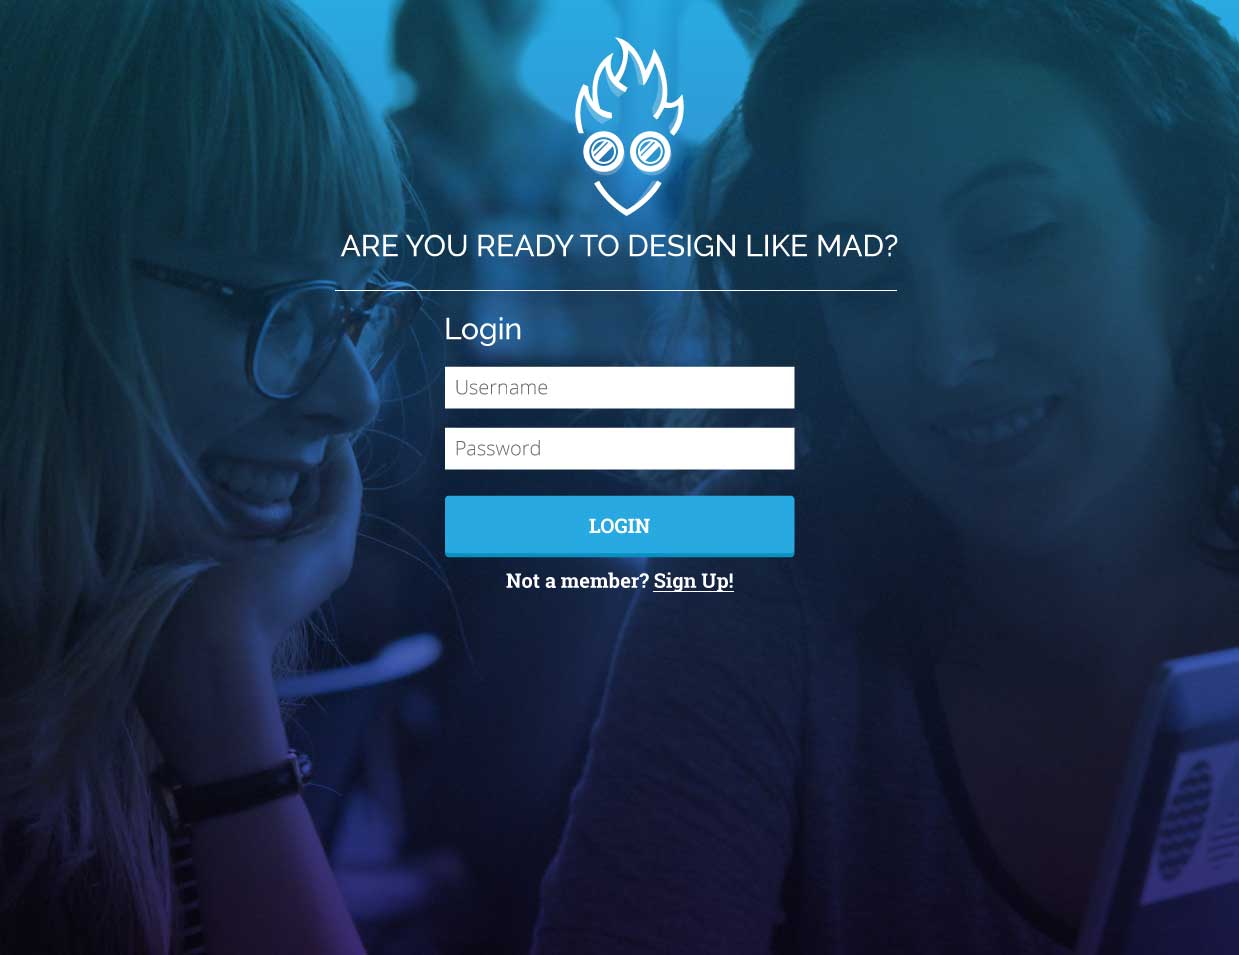 ARE YOU READY TO DESIGN LIKE MAD?
Login
Username
Password
LOGIN
Not a member? Sign Up!